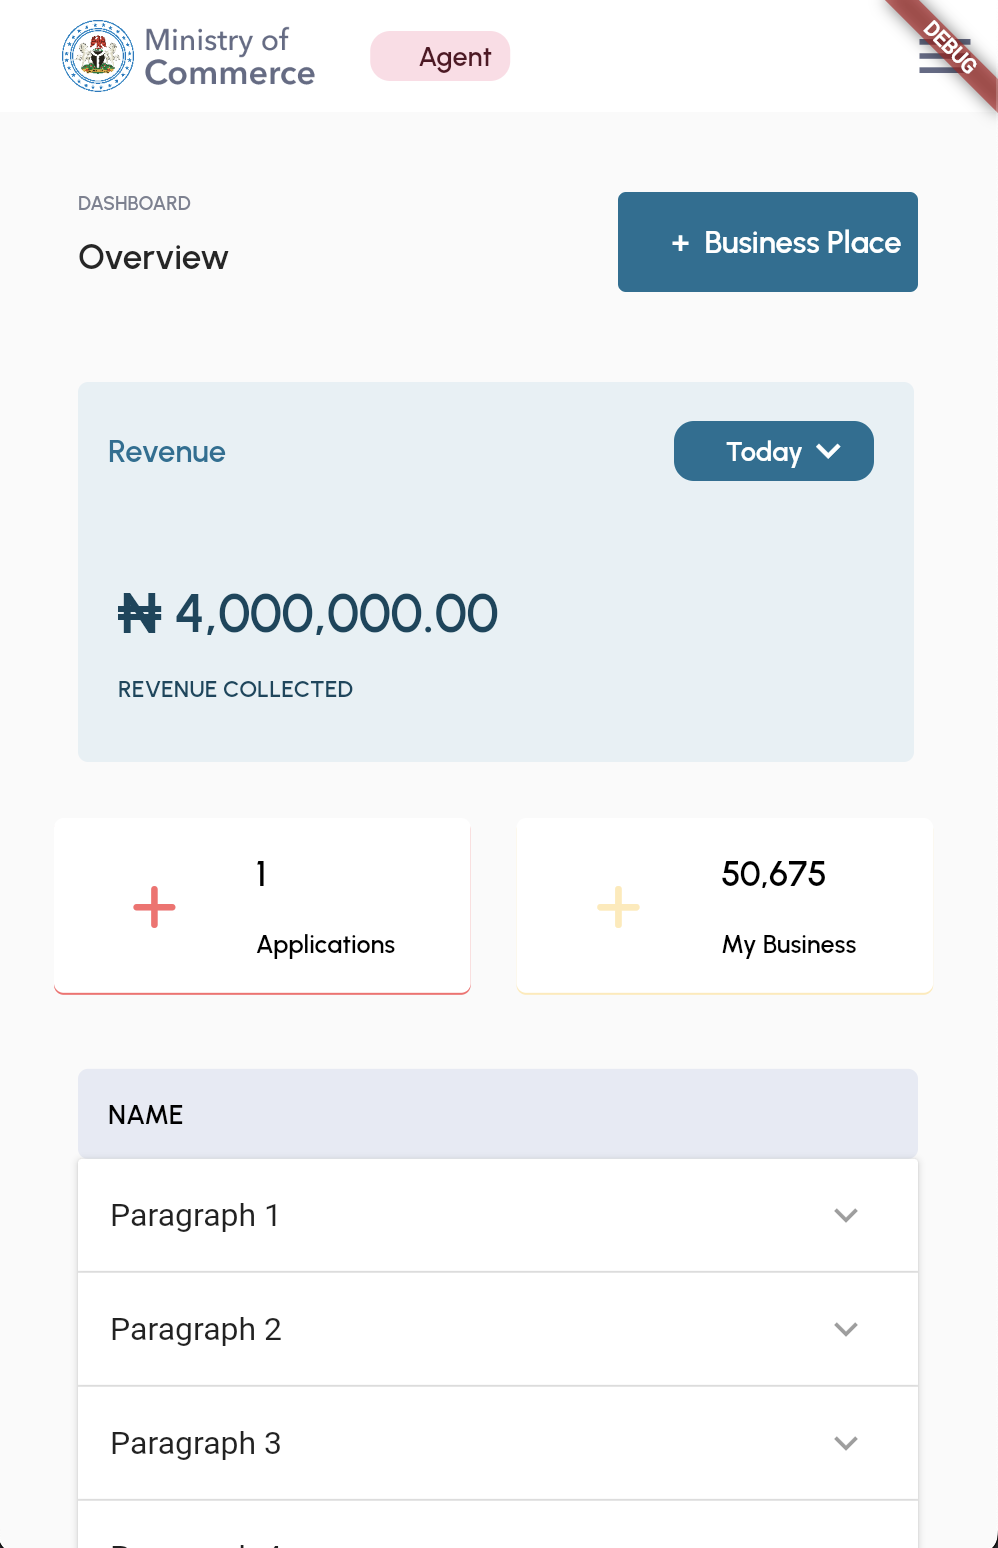 Ministry of
Commerce
Agent
DEBUG
DASHBOARD
Overview
+ Business Place
Revenue
Today
₦ 4,000,000.00
REVENUE COLLECTED
1
Applications
50,675
My Business
NAME
Paragraph 1
Paragraph 2
Paragraph 3